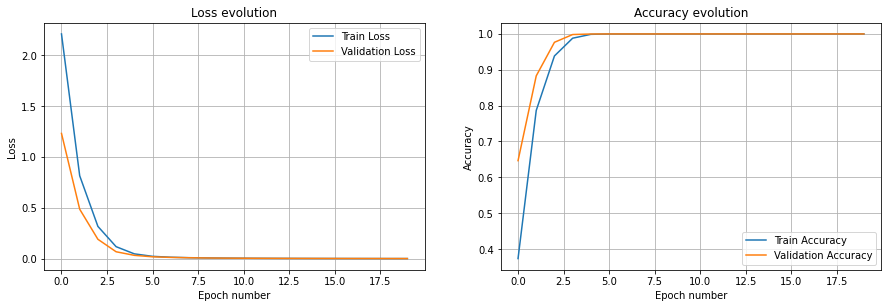 Loss evolution
Train Loss
Validation Loss
Loss
2.0
1.5
1.0
0.5
0.0
0.0 2.5 5.0 7.5 10.0 12.5 15.0 17.5
Epoch number
Accuracy evolution
Accuracy
1.0
0.9
0.8
0.7
0.6
0.5
0.4
Train Accuracy
Validation Accuracy
0.0 2.5 5.0 7.5 10.0 12.5 15.0 17.5
Epoch number